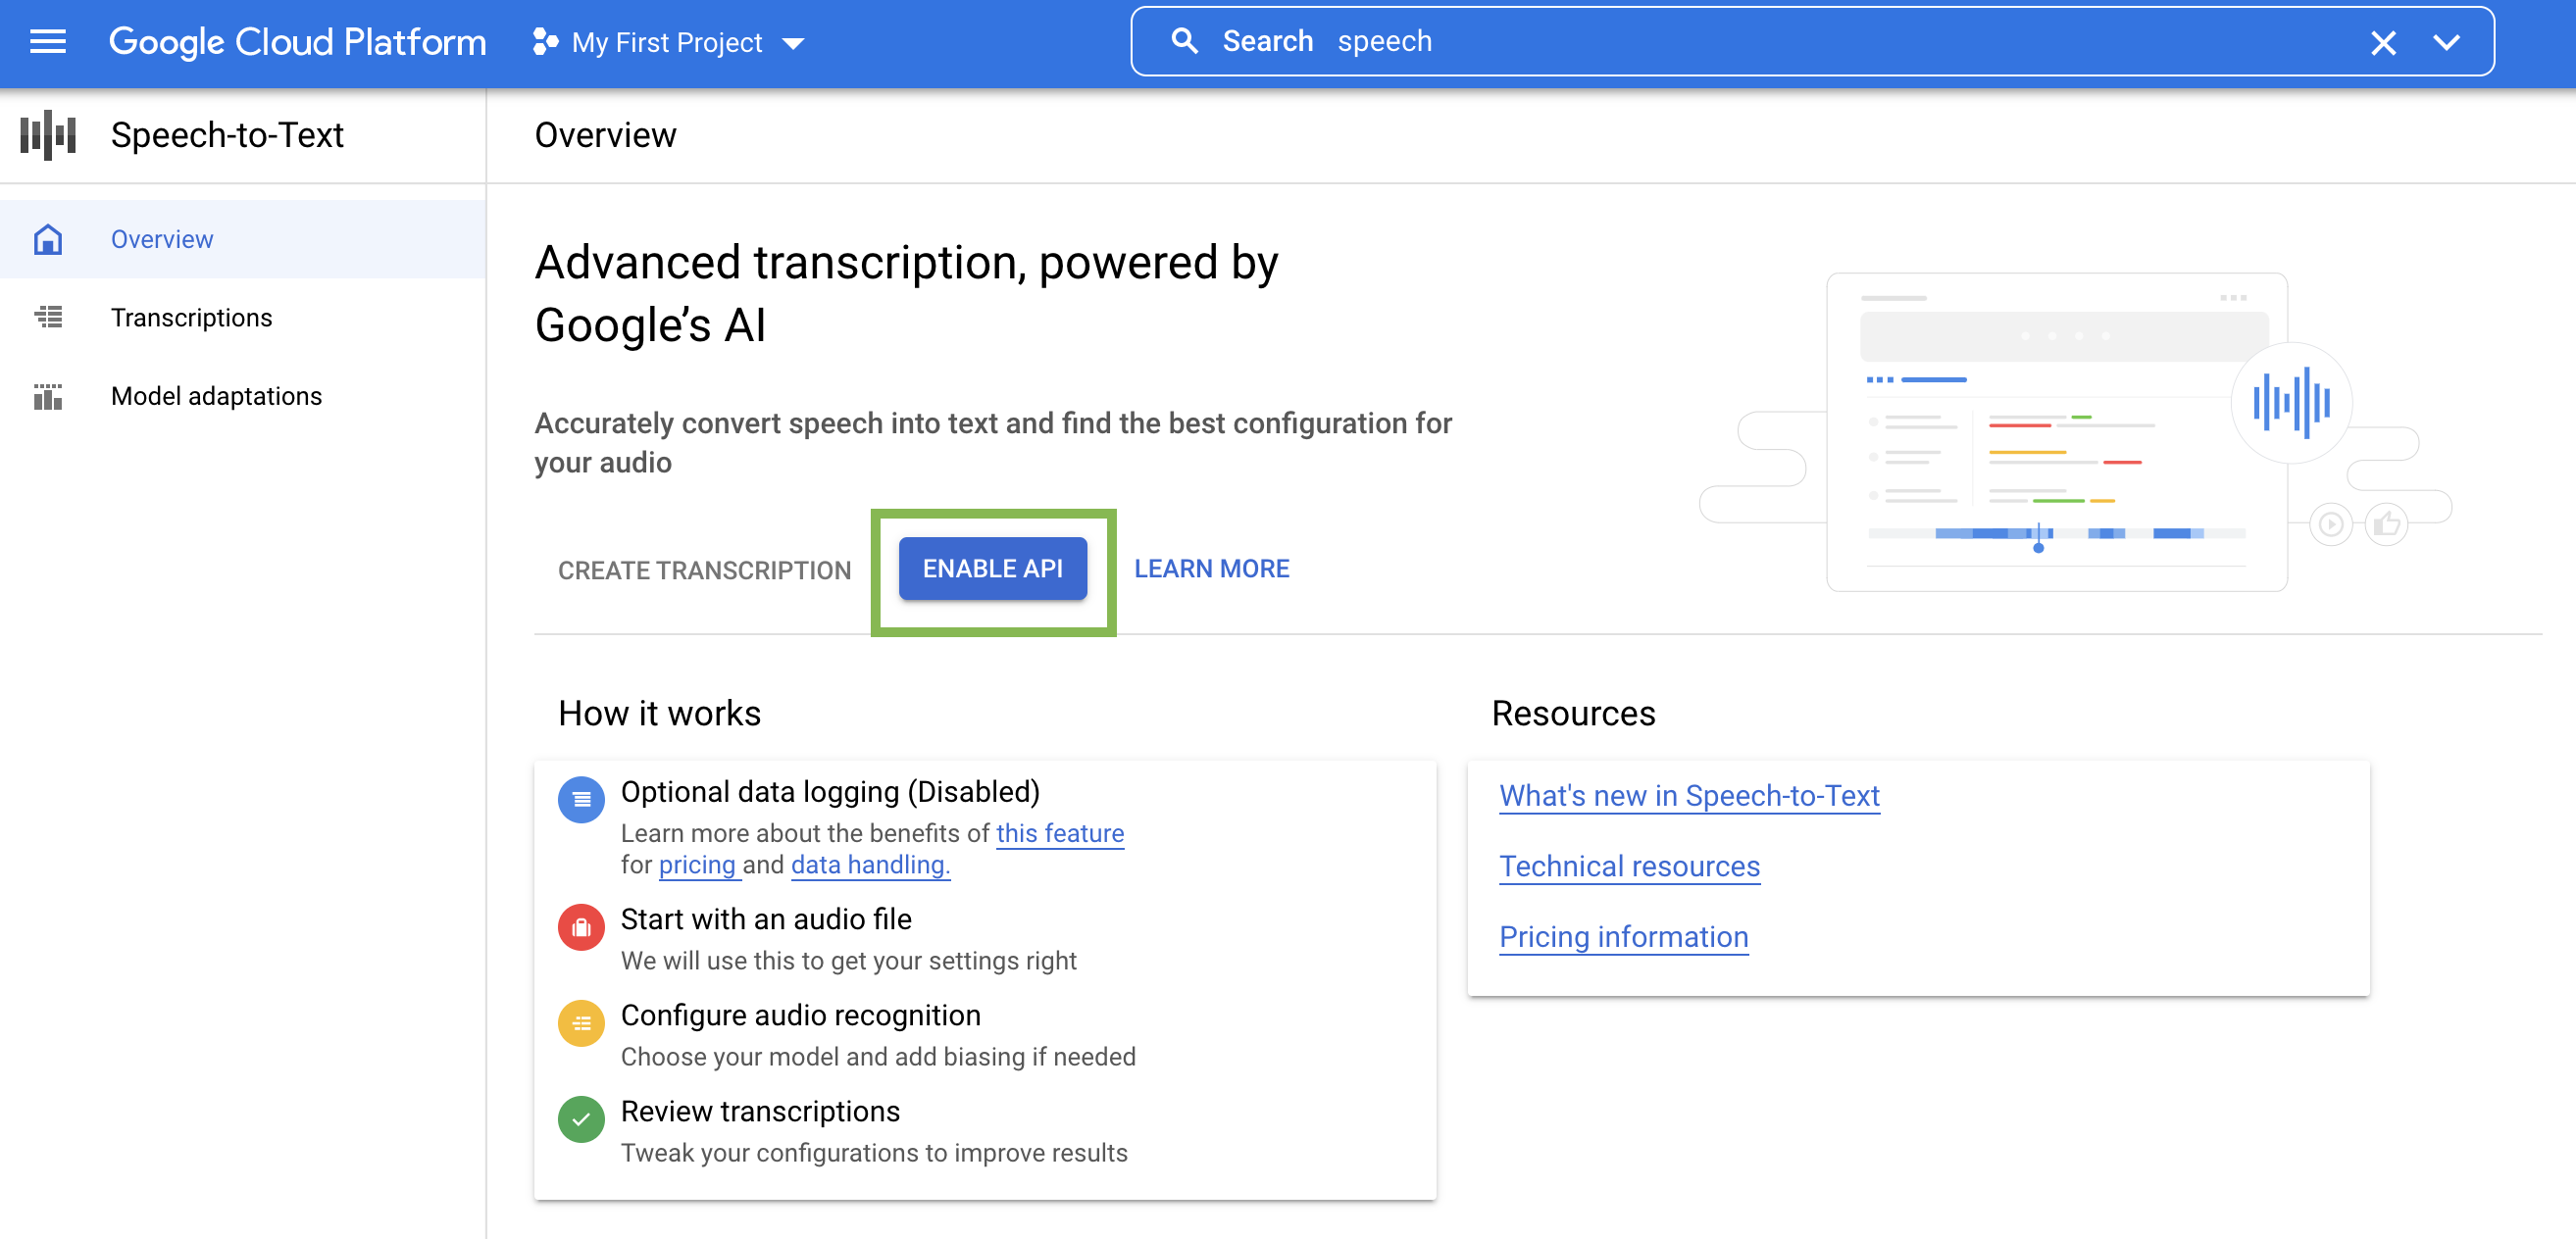 Google Cloud Platform
My First Project
Search speech
Speech-to-Text
Overview
Transcriptions
Model adaptations
Overview
Advanced transcription, powered by
Google’s AI
Accurately convert speech into text and find the best configuration for
your audio
CREATE TRANSCRIPTION
ENABLE API
LEARN MORE
How it works
Optional data logging (Disabled)
Learn more about the benefits of this feature
for pricing and data handling.
Start with an audio file
We will use this to get your settings right
Configure audio recognition
Choose your model and add biasing if needed
Review transcriptions
Tweak your configurations to improve results
Resources
What's new in Speech-to-Text
Technical resources
Pricing information